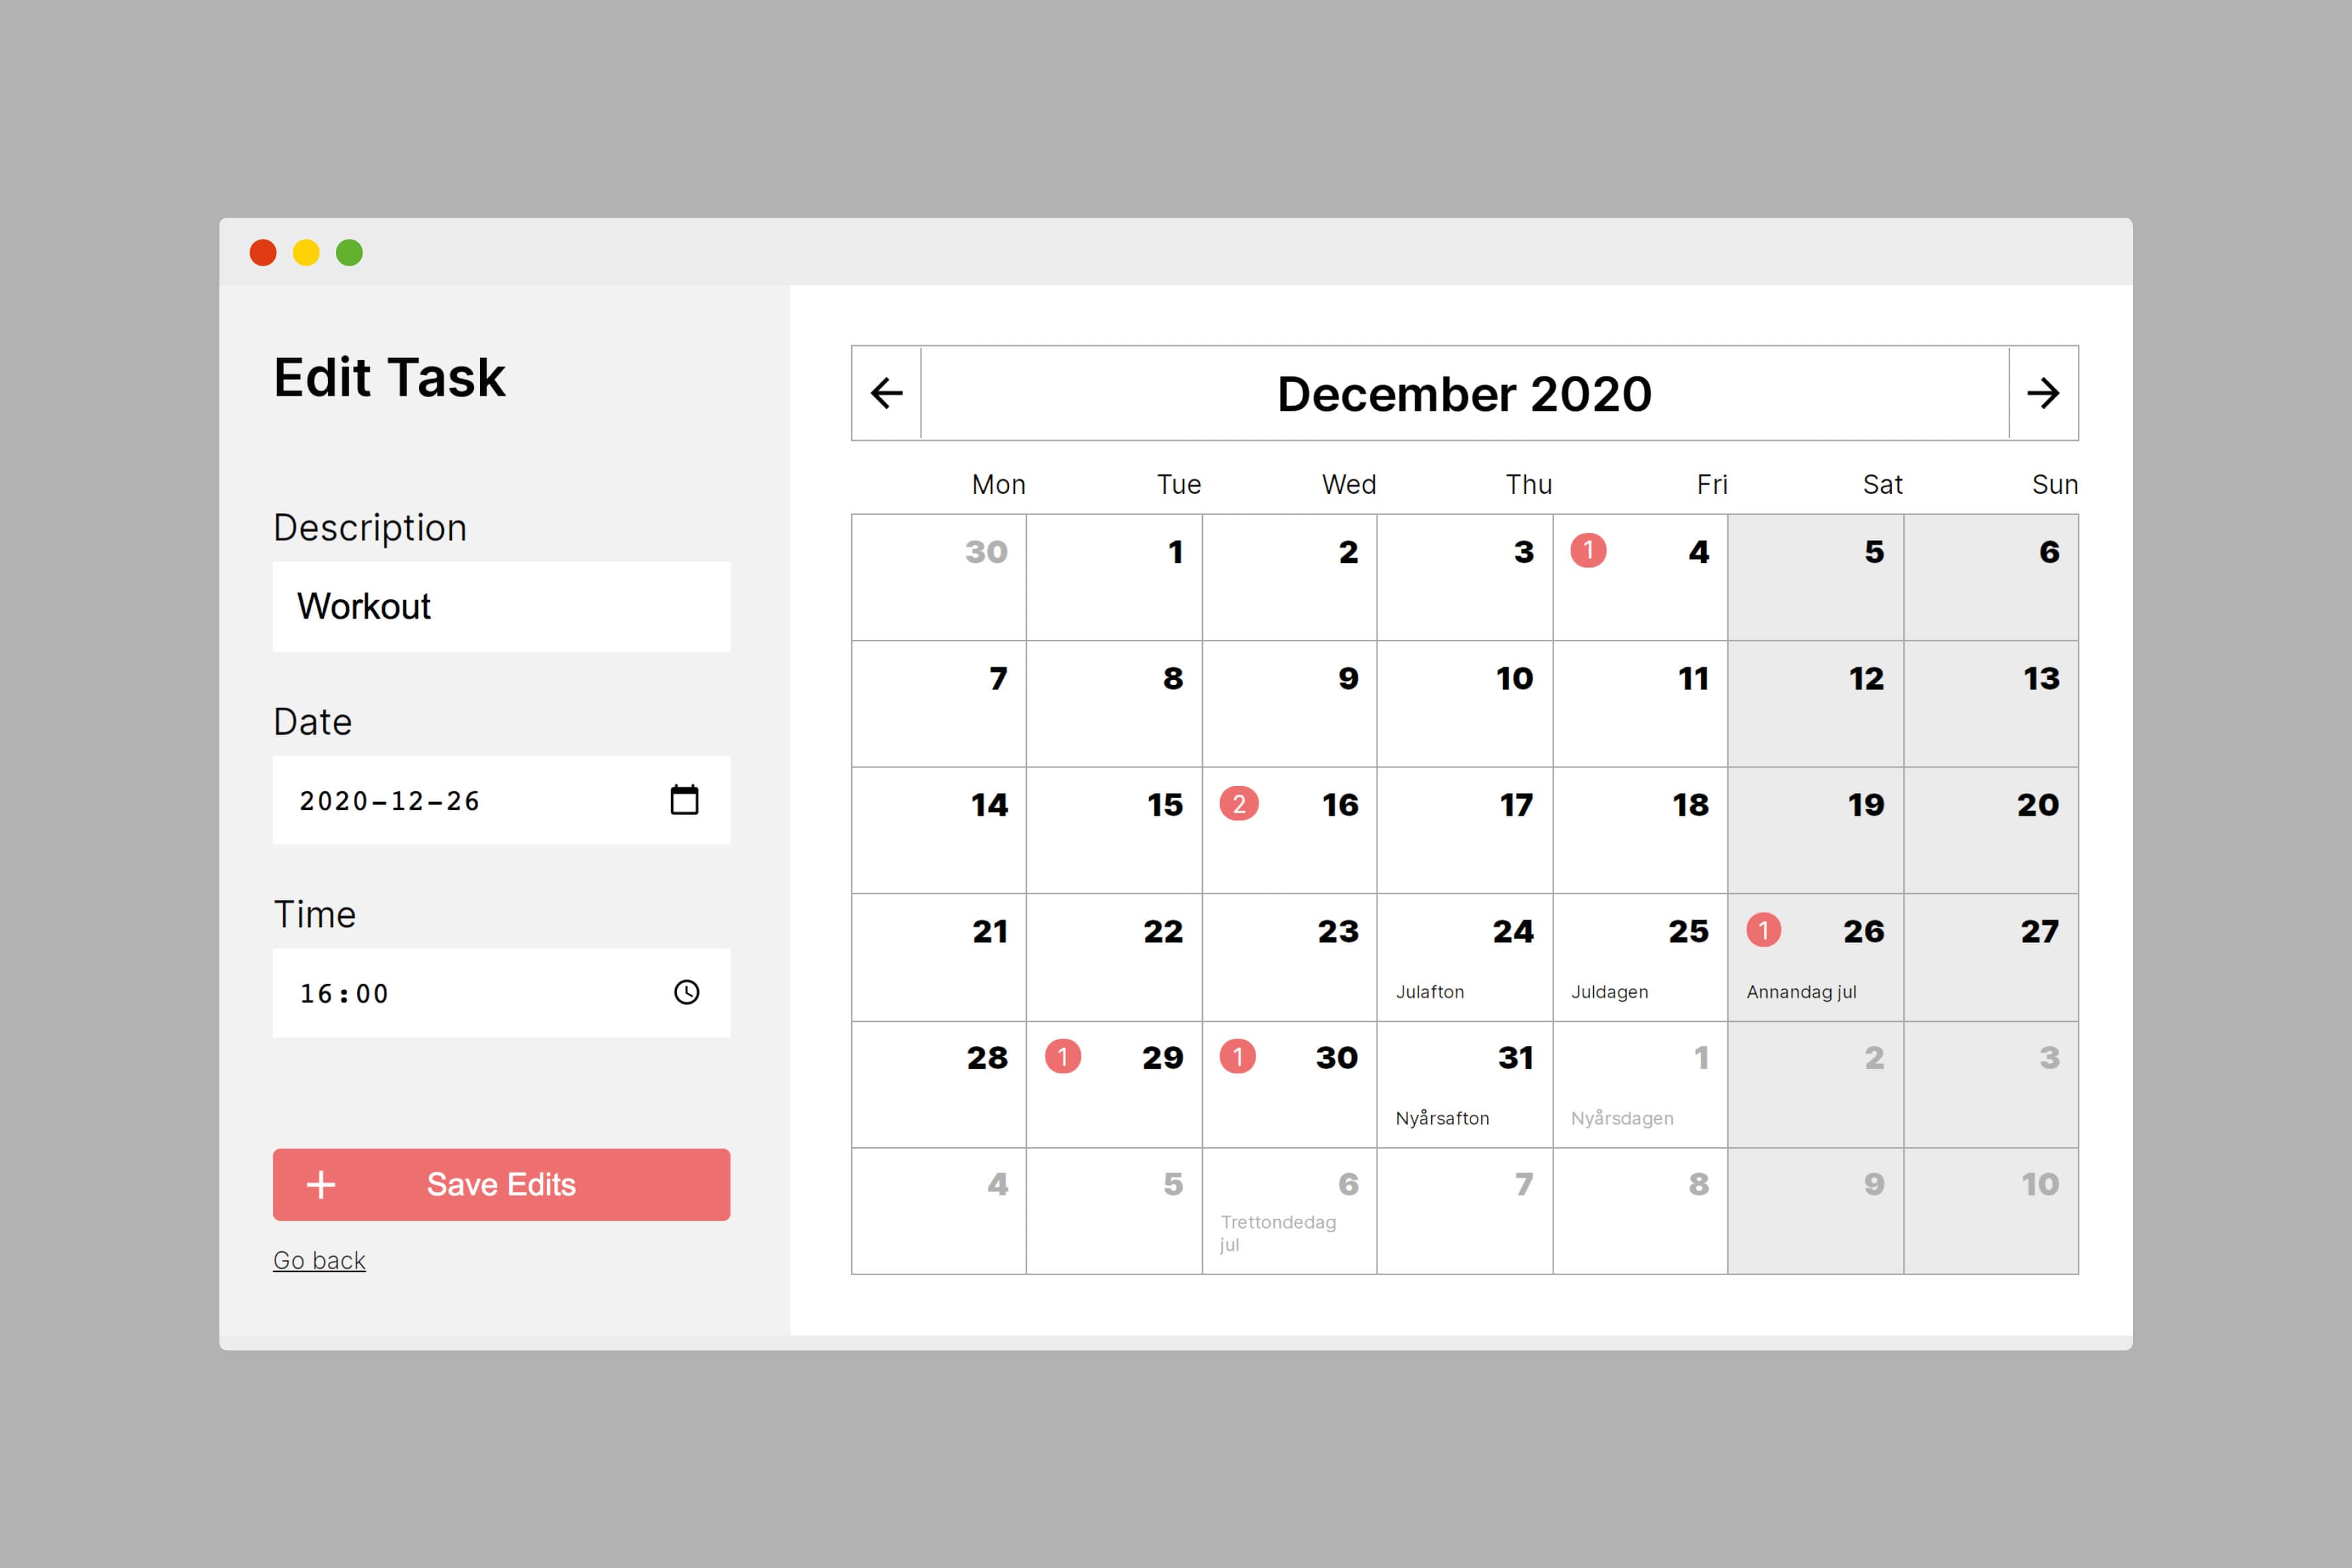 Edit Task
Description
Workout
Date
2020-12-26
Time
16:00
Save Edits
Go back
December 2020
Mon Tue Wed Thu Fri Sat Sun
30 1 2 3 1 4 5 6
7 8 9 10 11 12 13
14 15 2 16 17 18 19 20
21 22 23 24 25 1 26 27
Julafton Juldagen Annandag jul
28 1 29 1 30 31 1 2 3
Nyårsafton Nyårsdagen
4 5 6 7 8 9 10
Trettondedag
jul